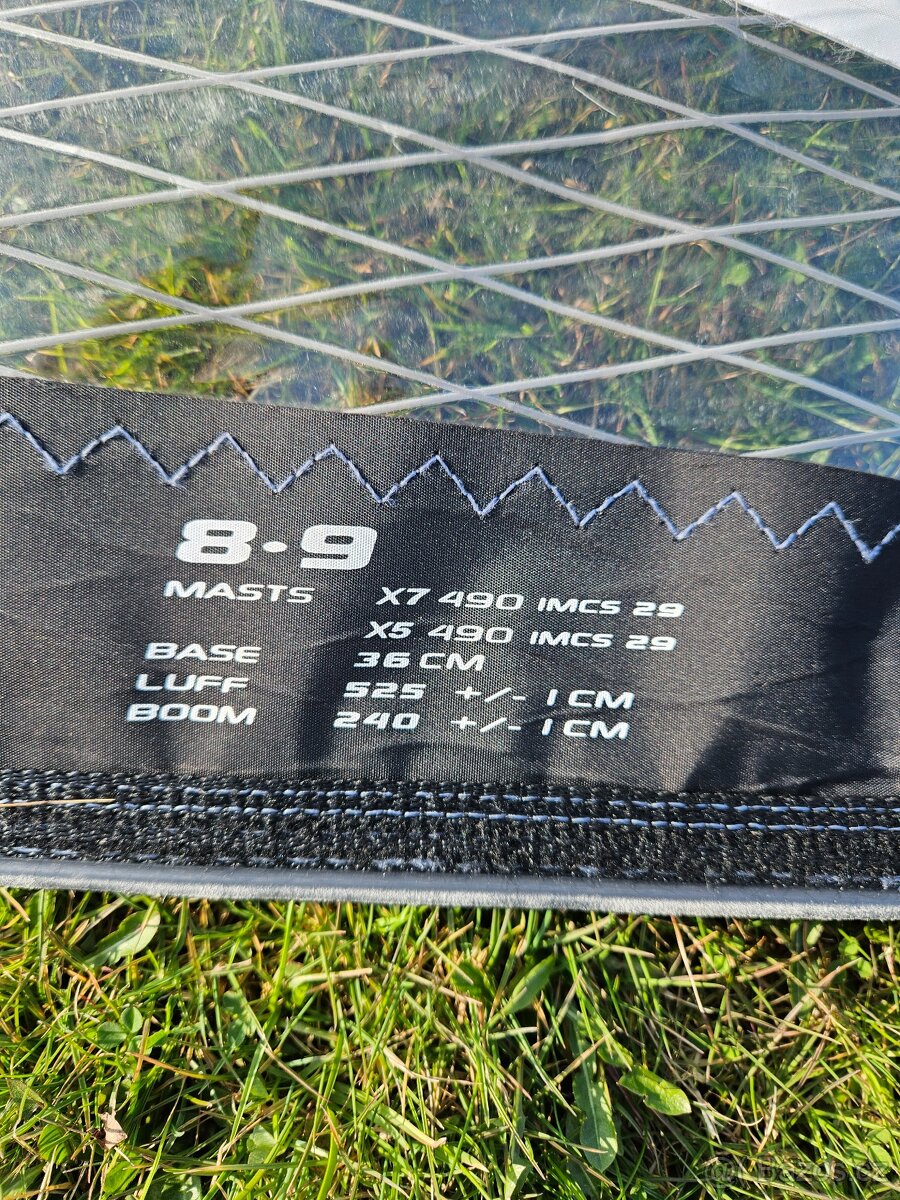 8.9
MASTS X7 490 IMCS 29
X5 490 IMCS 29
BASE 36 CM
LUFF 525 +/- 1 CM
BOOM 240 +/- 1 CM